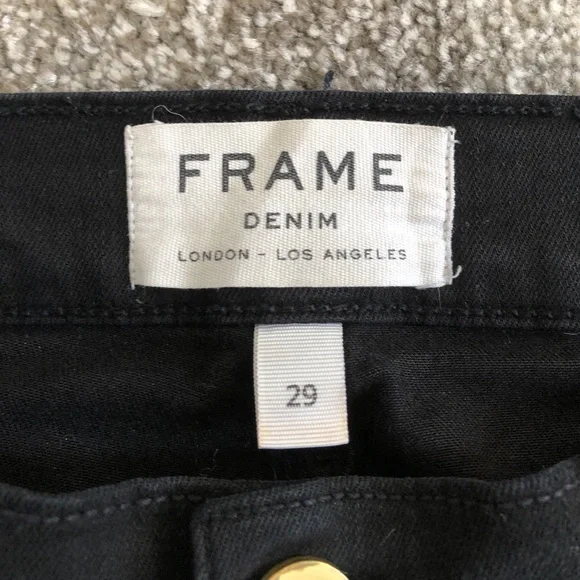 FRAME
DENIM
LONDON - LOS ANGELES
29